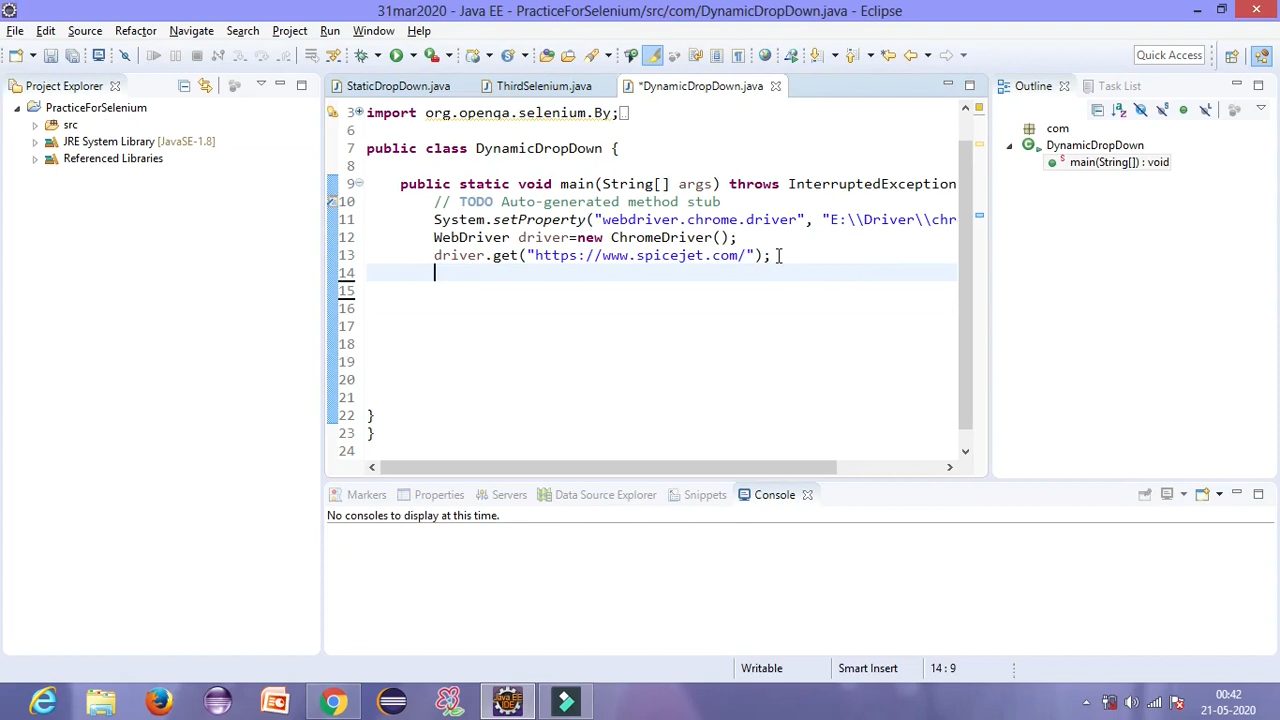 31mar2020 - Java EE - PracticeForSelenium/src/com/DynamicDropDown.java - Eclipse
File Edit Source Refactor Navigate Search Project Run Window Help
Quick Access
Project Explorer
PracticeForSelenium
src
JRE System Library [JavaSE-1.8]
Referenced Libraries
StaticDropDown.java ThirdSelenium.java *DynamicDropDown.java
3 import org.openqa.selenium.By;
6
7 public class DynamicDropDown {
8
9 public static void main(String[] args) throws InterruptedException
10 // TODO Auto-generated method stub
11 System.setProperty("webdriver.chrome.driver", "E:\\Driver\\chr
12 WebDriver driver=new ChromeDriver();
13 driver.get("https://www.spicejet.com/");
14
15
16
17
18
19
20
21
22 }
23 }
24
Outline Task List
com
DynamicDropDown
main(String[]) : void
Markers Properties Servers Data Source Explorer Snippets Console
No consoles to display at this time.
Writable Smart Insert 14 : 9
Java EE IDE
00:42
21-05-2020